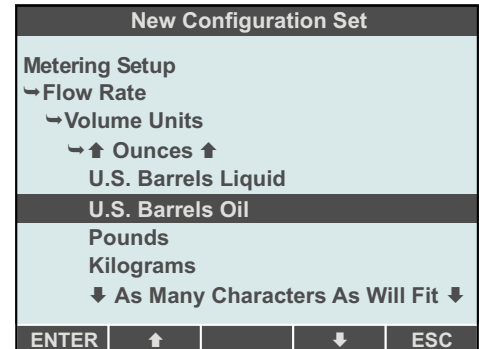 New Configuration Set
Metering Setup
➥Flow Rate
➥Volume Units
➥⬆ Ounces ⬆
U.S. Barrels Liquid
U.S. Barrels Oil
Pounds
Kilograms
⬇ As Many Characters As Will Fit ⬇
ENTER ⬆ ⬇ ESC